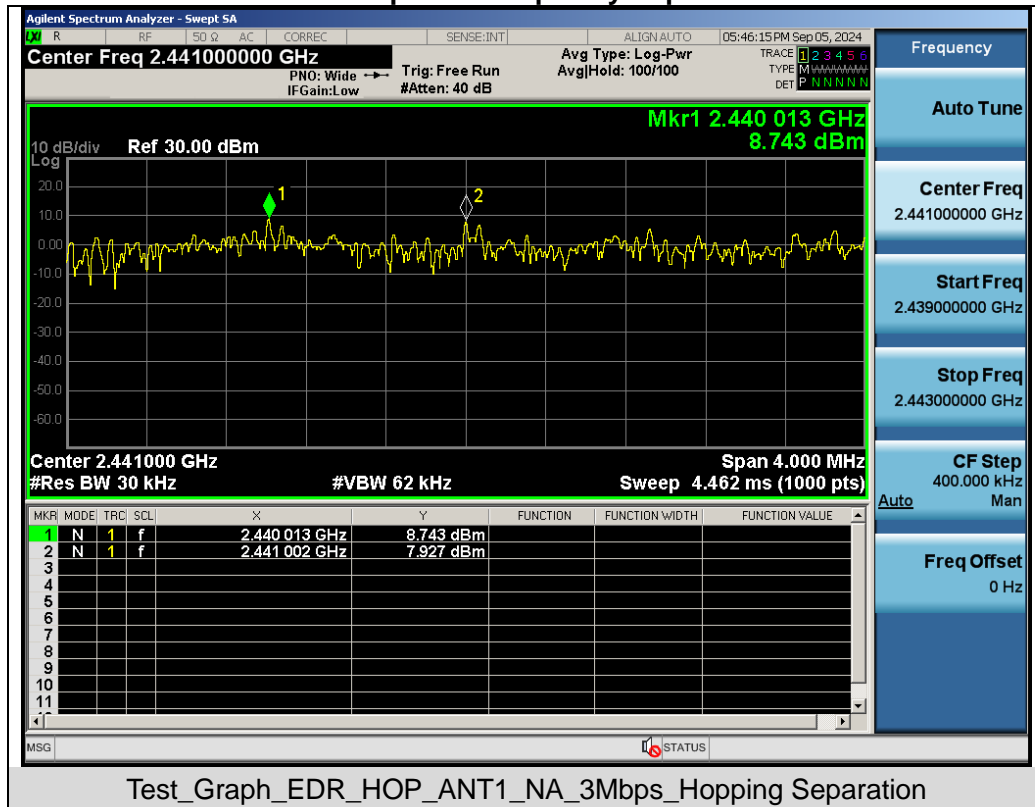 Agilent Spectrum Analyzer - Swept SA
LXI R RF 50 Ω AC CORREC SENSE:INT ALIGN AUTO 05:46:15 PM Sep 05, 2024
Center Freq 2.441000000 GHz
PNO: Wide
IFGain:Low
Trig: Free Run
#Atten: 40 dB
Avg Type: Log-Pwr
Avg|Hold: 100/100
TRACE 1 2 3 4 5 6
TYPE M
DET P N N N N N
Mkr1 2.440 013 GHz
8.743 dBm
10 dB/div Ref 30.00 dBm
Log
20.0
10.0
0.00
-10.0
-20.0
-30.0
-40.0
-50.0
-60.0
1
2
Center 2.441000 GHz Span 4.000 MHz
#Res BW 30 kHz #VBW 62 kHz Sweep 4.462 ms (1000 pts)
MKR MODE TRC SCL X Y FUNCTION FUNCTION WIDTH FUNCTION VALUE
1 N 1 f 2.440 013 GHz 8.743 dBm
2 N 1 f 2.441 002 GHz 7.927 dBm
3
4
5
6
7
8
9
10
11
MSG STATUS
Frequency
Auto Tune
Center Freq
2.441000000 GHz
Start Freq
2.439000000 GHz
Stop Freq
2.443000000 GHz
CF Step
400.000 kHz
Auto Man
Freq Offset
0 Hz
Test_Graph_EDR_HOP_ANT1_NA_3Mbps_Hopping Separation